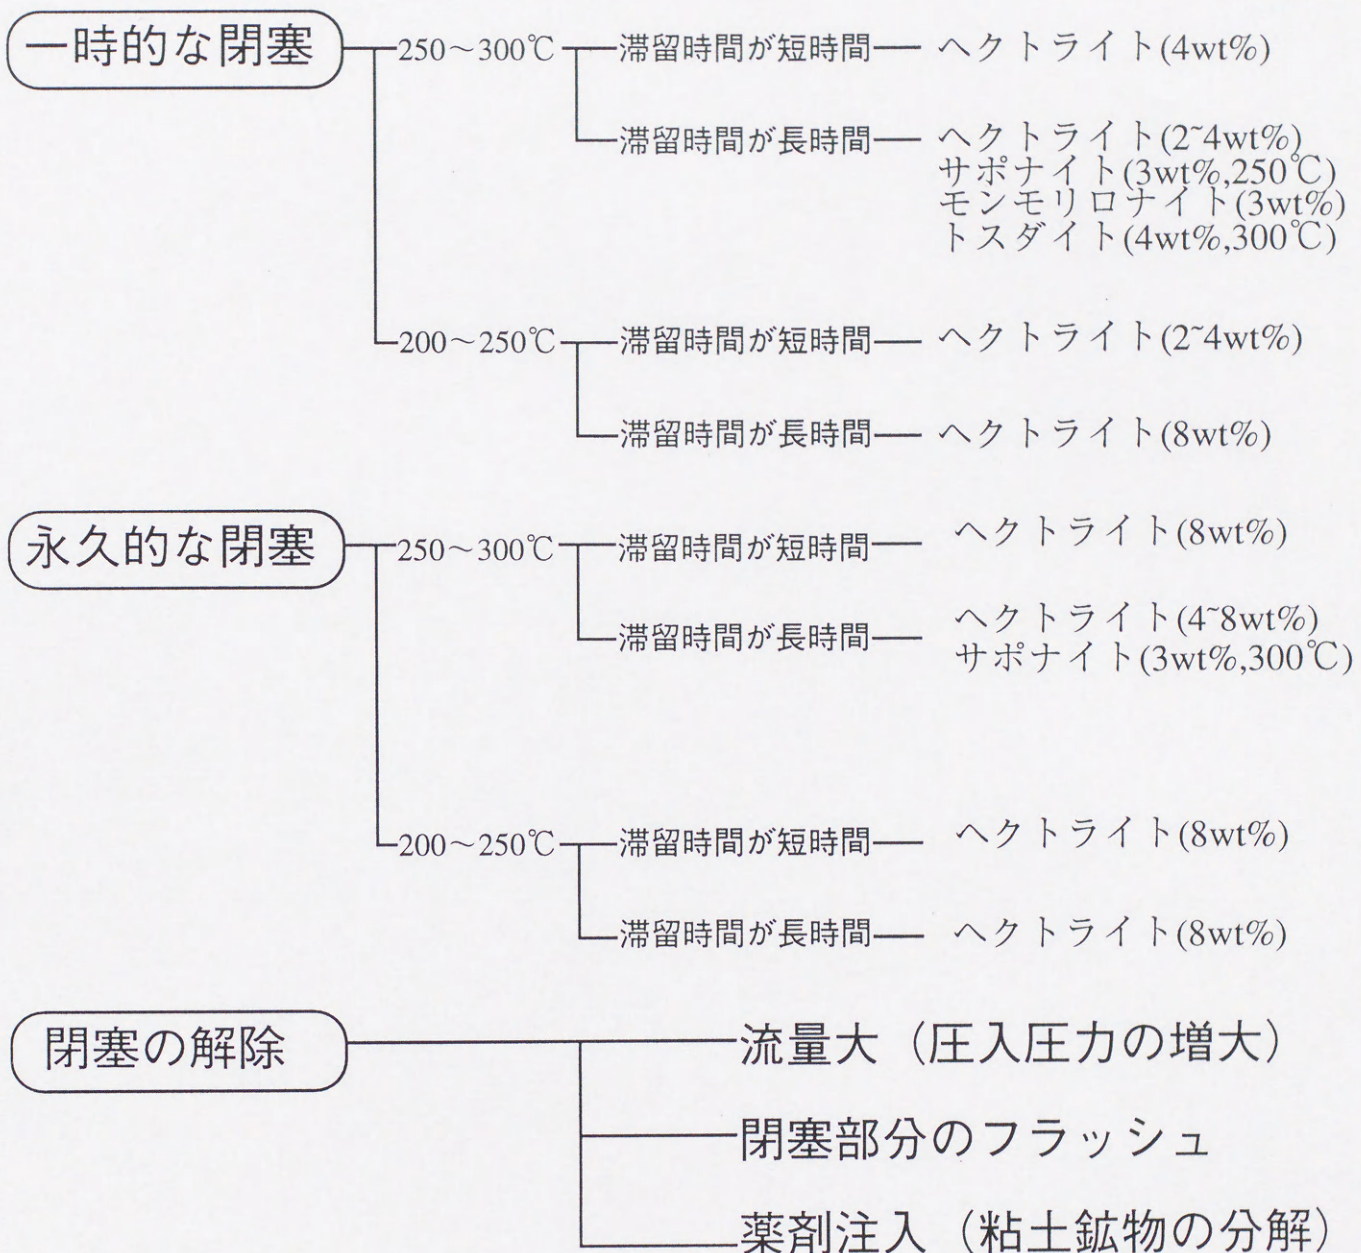 一時的な閉塞
250～300℃
滞留時間が短時間
ヘクトライト(4wt%)
滞留時間が長時間
ヘクトライト(2~4wt%)
サポナイト(3wt%,250℃)
モンモリロナイト(3wt%)
トスダイト(4wt%,300℃)
200～250℃
滞留時間が短時間
ヘクトライト(2~4wt%)
滞留時間が長時間
ヘクトライト(8wt%)
永久的な閉塞
250～300℃
滞留時間が短時間
ヘクトライト(8wt%)
滞留時間が長時間
ヘクトライト(4~8wt%)
サポナイト(3wt%,300℃)
200～250℃
滞留時間が短時間
ヘクトライト(8wt%)
滞留時間が長時間
ヘクトライト(8wt%)
閉塞の解除
流量大（圧入圧力の増大）
閉塞部分のフラッシュ
薬剤注入（粘土鉱物の分解）